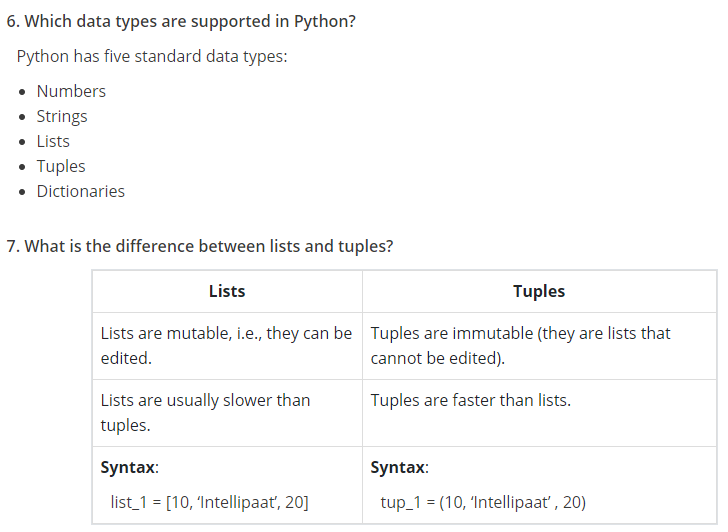 6. Which data types are supported in Python?
Python has five standard data types:
• Numbers
• Strings
• Lists
• Tuples
• Dictionaries
7. What is the difference between lists and tuples?
Lists
Tuples
Lists are mutable, i.e., they can be
edited.
Tuples are immutable (they are lists that
cannot be edited).
Lists are usually slower than
tuples.
Tuples are faster than lists.
Syntax:
list_1 = [10, ‘Intellipaat’, 20]
Syntax:
tup_1 = (10, ‘Intellipaat’ , 20)